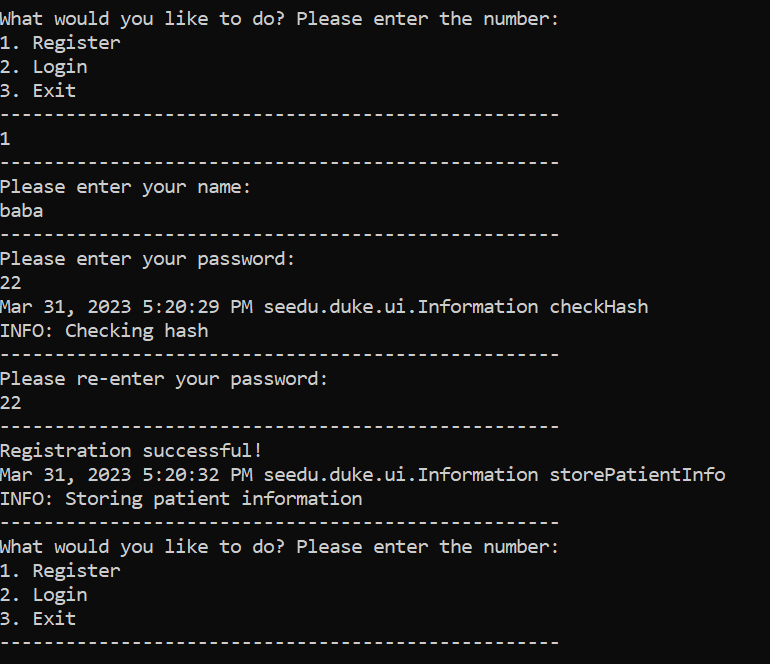 What would you like to do? Please enter the number:
1. Register
2. Login
3. Exit
---------------------------------------------------
1
---------------------------------------------------
Please enter your name:
baba
---------------------------------------------------
Please enter your password:
22
Mar 31, 2023 5:20:29 PM seedu.duke.ui.Information checkHash
INFO: Checking hash
---------------------------------------------------
Please re-enter your password:
22
---------------------------------------------------
Registration successful!
Mar 31, 2023 5:20:32 PM seedu.duke.ui.Information storePatientInfo
INFO: Storing patient information
---------------------------------------------------
What would you like to do? Please enter the number:
1. Register
2. Login
3. Exit
---------------------------------------------------